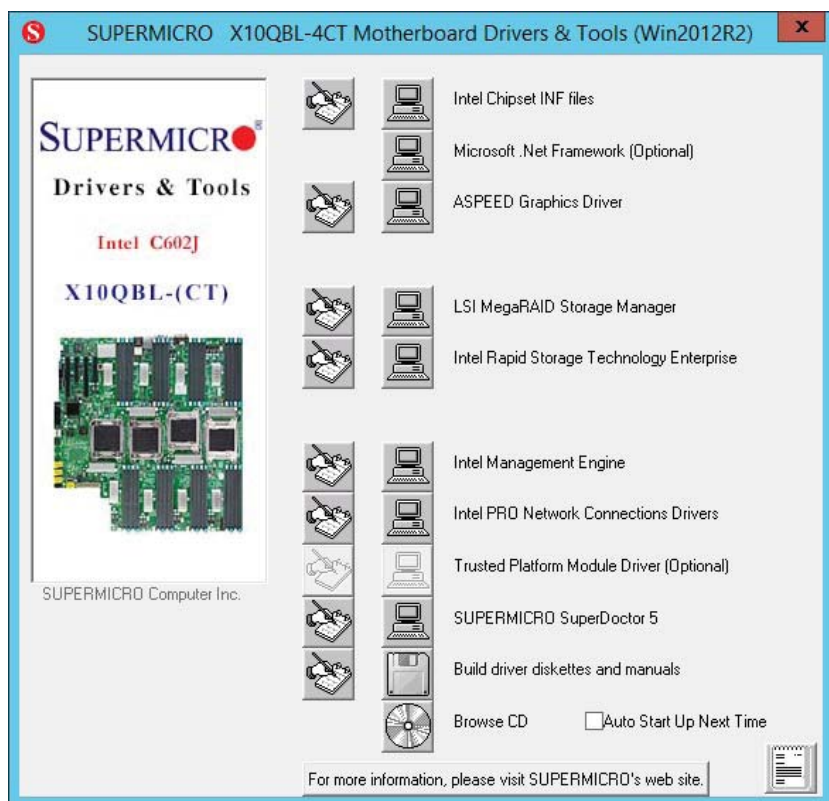 SUPERMICRO X10QBL-4CT Motherboard Drivers & Tools (Win2012R2)
X
S
SUPERMICRO®
Drivers & Tools
Intel C602J
X10QBL-(CT)
SUPERMICRO Computer Inc.
Intel Chipset INF files
Microsoft .Net Framework (Optional)
ASPEED Graphics Driver
LSI MegaRAID Storage Manager
Intel Rapid Storage Technology Enterprise
Intel Management Engine
Intel PRO Network Connections Drivers
Trusted Platform Module Driver (Optional)
SUPERMICRO SuperDoctor 5
Build driver diskettes and manuals
Browse CD
Auto Start Up Next Time
For more information, please visit SUPERMICRO's web site.